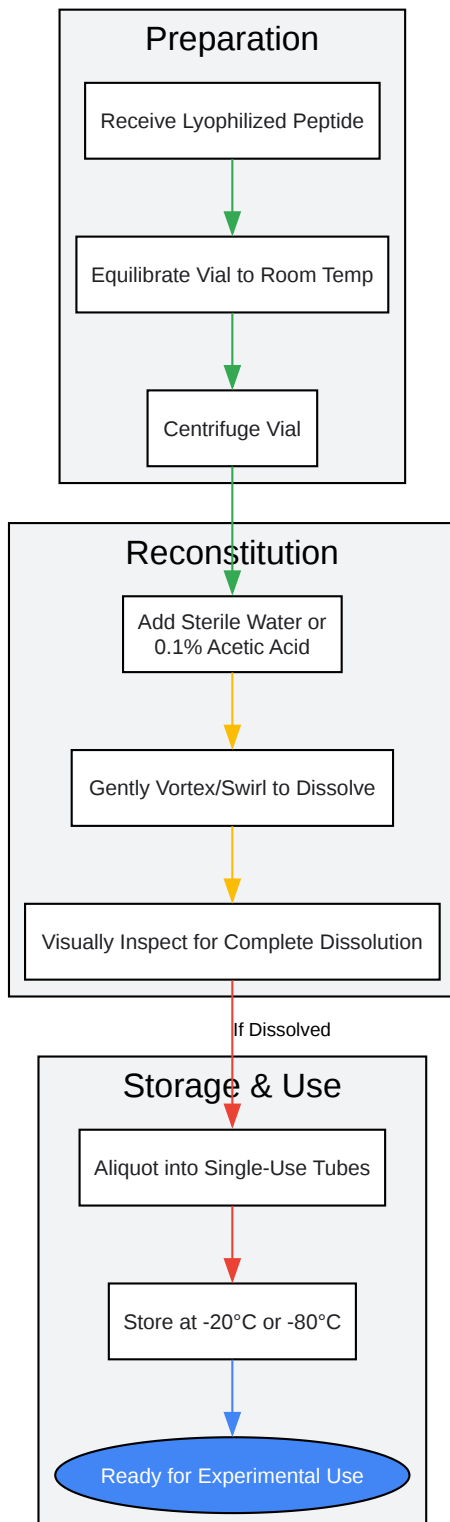 Preparation
Receive Lyophilized Peptide
Equilibrate Vial to Room Temp
Centrifuge Vial
Reconstitution
Add Sterile Water or
0.1% Acetic Acid
Gently Vortex/Swirl to Dissolve
Visually Inspect for Complete Dissolution
If Dissolved
Storage & Use
Aliquot into Single-Use Tubes
Store at -20°C or -80°C
Ready for Experimental Use